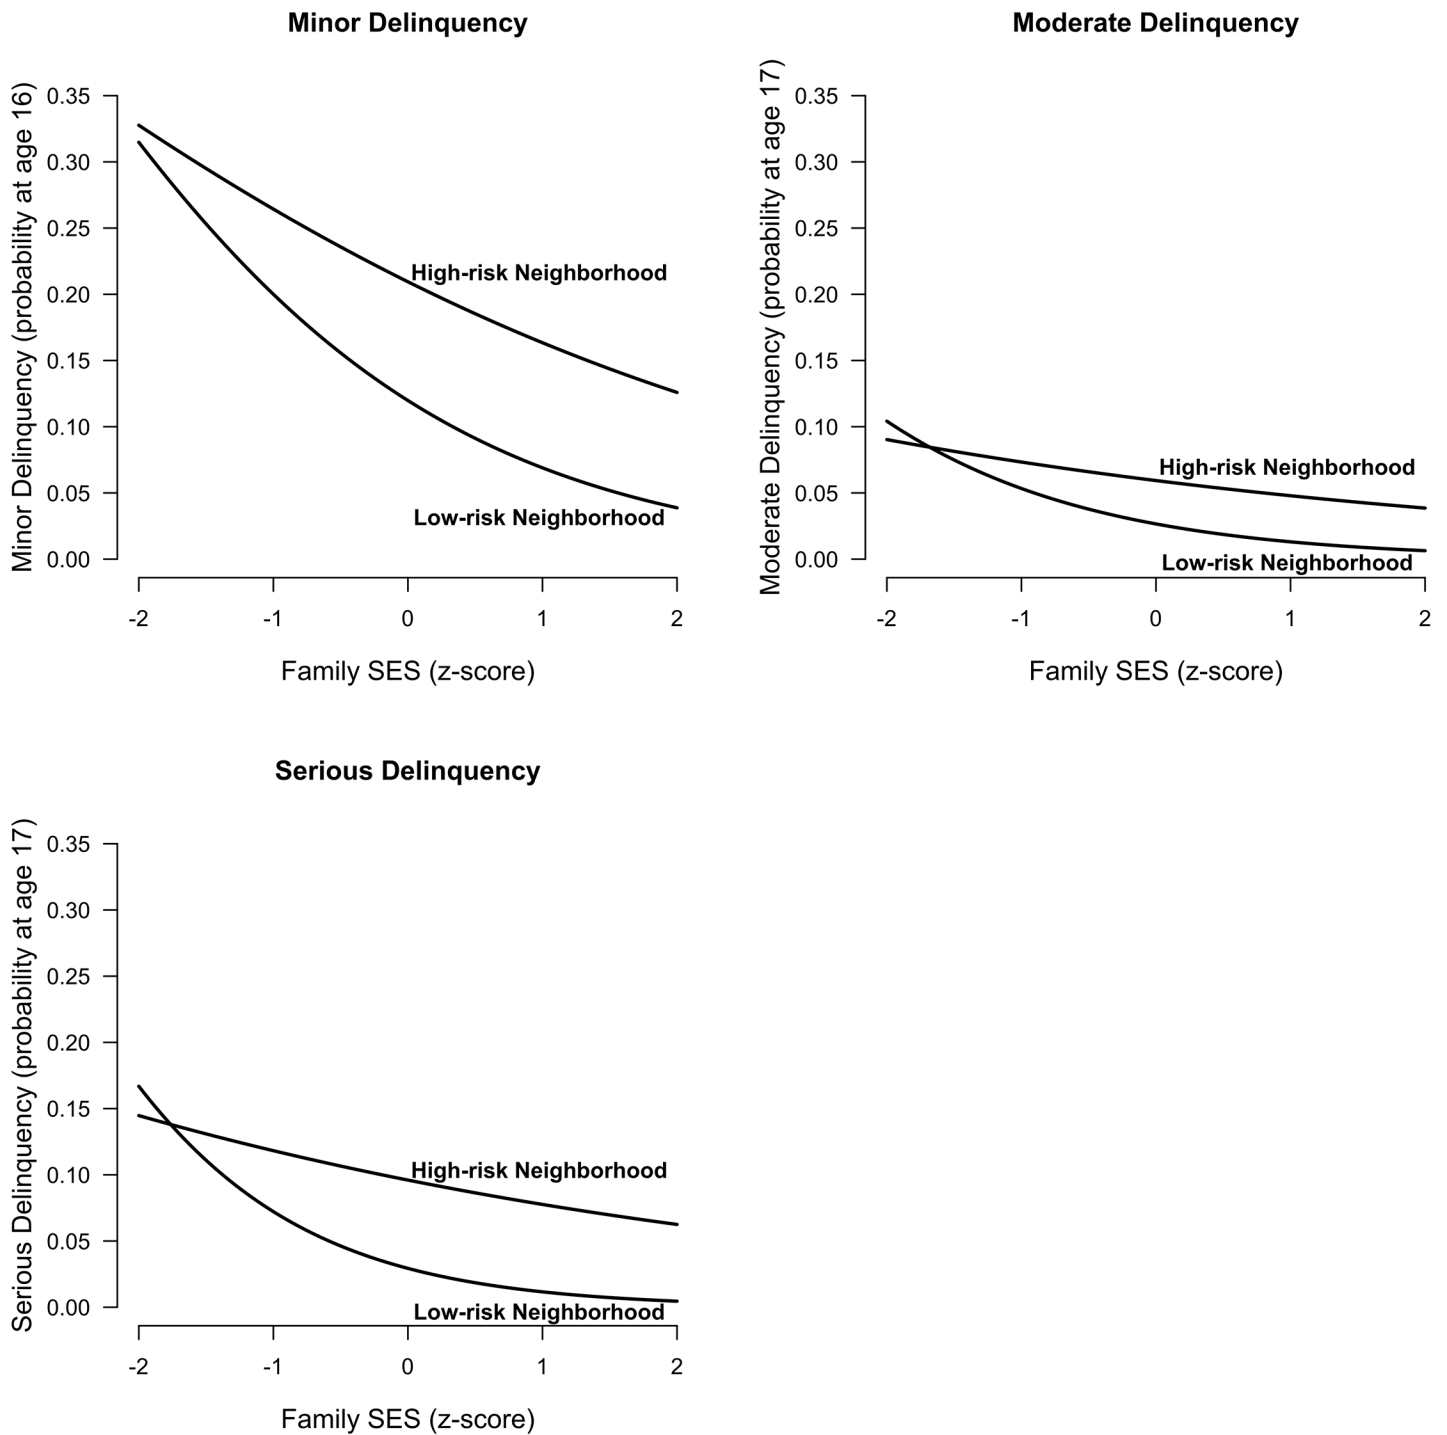 Minor Delinquency
Minor Delinquency (probability at age 16)
0.35
0.30
0.25
0.20
0.15
0.10
0.05
0.00
High-risk Neighborhood
Low-risk Neighborhood
-2 -1 0 1 2
Family SES (z-score)
Moderate Delinquency
Moderate Delinquency (probability at age 17)
0.35
0.30
0.25
0.20
0.15
0.10
0.05
0.00
High-risk Neighborhood
Low-risk Neighborhood
-2 -1 0 1 2
Family SES (z-score)
Serious Delinquency
Serious Delinquency (probability at age 17)
0.35
0.30
0.25
0.20
0.15
0.10
0.05
0.00
High-risk Neighborhood
Low-risk Neighborhood
-2 -1 0 1 2
Family SES (z-score)